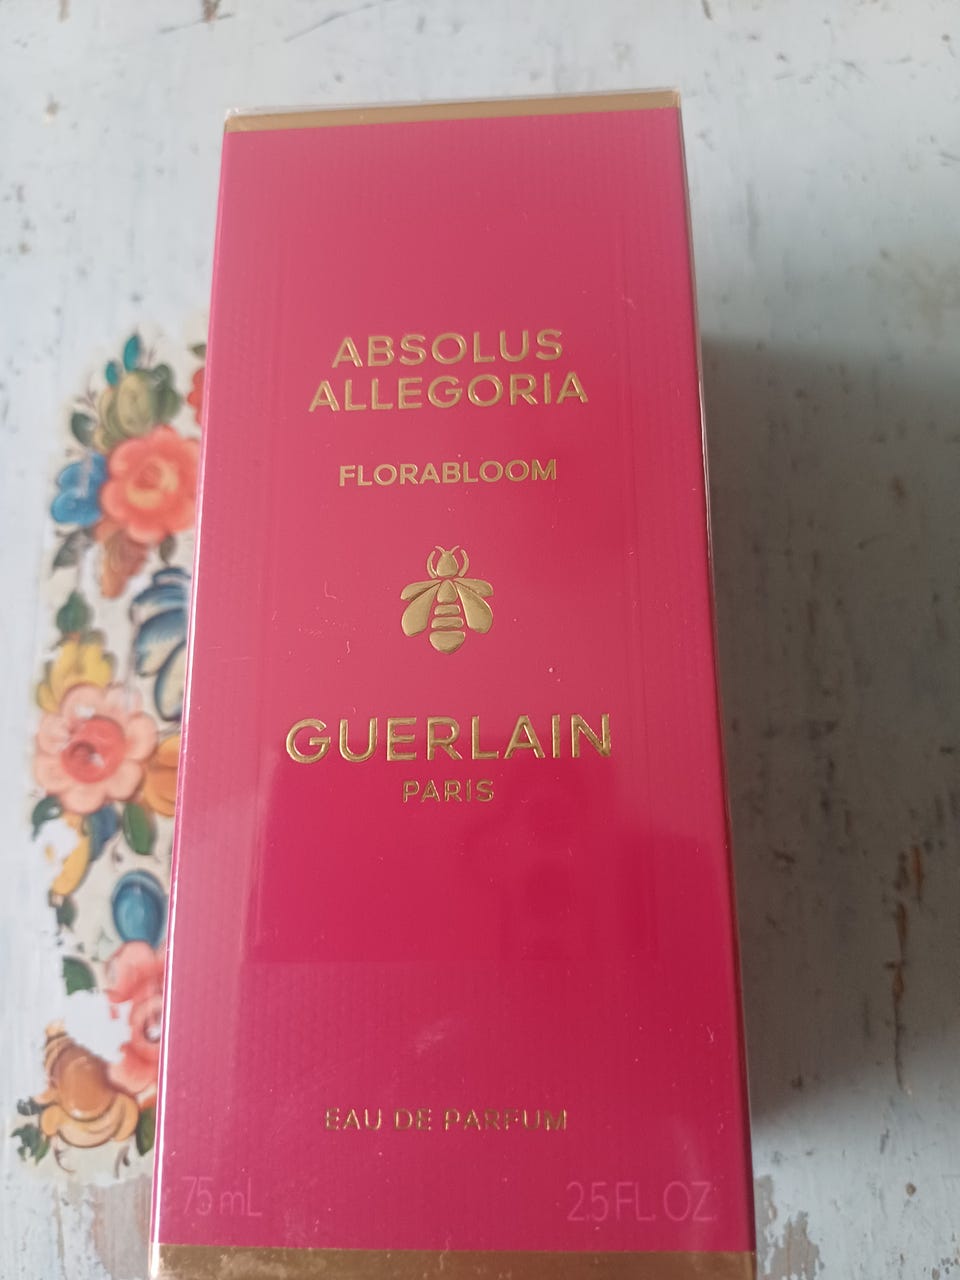 ABSOLUS
ALLEGORIA
FLORABLOOM
GUERLAIN
PARIS
EAU DE PARFUM
75 mL 2.5 FL. OZ.